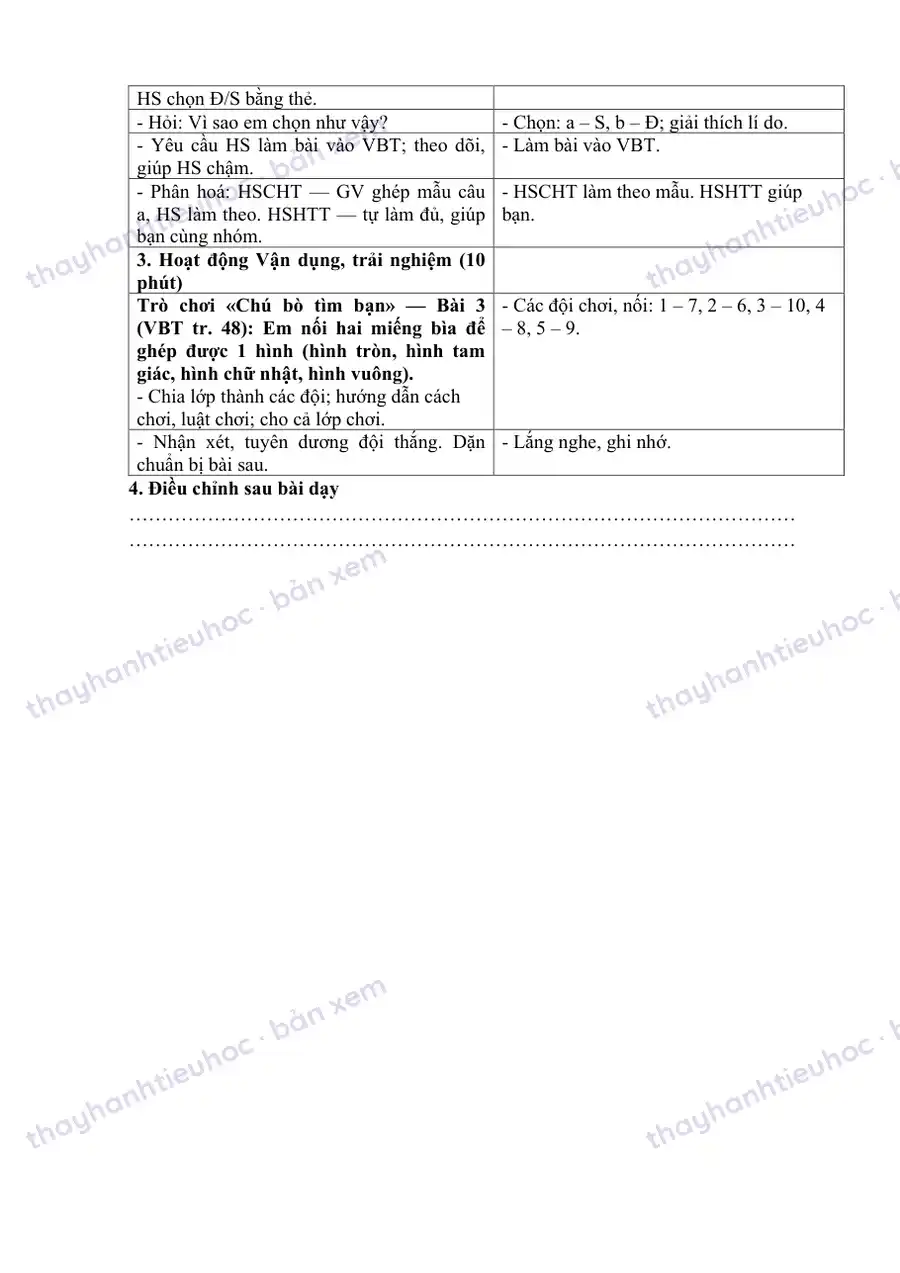 HS chọn Đ/S bằng thẻ.
- Hỏi: Vì sao em chọn như vậy?
- Chọn: a – S, b – Đ; giải thích lí do.
- Yêu cầu HS làm bài vào VBT; theo dõi,
giúp HS chậm.
- Làm bài vào VBT.
- Phân hoá: HSCHT — GV ghép mẫu câu
a, HS làm theo. HSHTT — tự làm đủ, giúp
bạn cùng nhóm.
- HSCHT làm theo mẫu. HSHTT giúp
bạn.
3. Hoạt động Vận dụng, trải nghiệm (10
phút)
Trò chơi «Chú bò tìm bạn» — Bài 3
(VBT tr. 48): Em nối hai miếng bìa để
ghép được 1 hình (hình tròn, hình tam
giác, hình chữ nhật, hình vuông).
- Chia lớp thành các đội; hướng dẫn cách
chơi, luật chơi; cho cả lớp chơi.
- Các đội chơi, nối: 1 – 7, 2 – 6, 3 – 10, 4
– 8, 5 – 9.
- Nhận xét, tuyên dương đội thắng. Dặn
chuẩn bị bài sau.
- Lắng nghe, ghi nhớ.
4. Điều chỉnh sau bài dạy
…………………………………………………………………………………………
…………………………………………………………………………………………
thayhanhtieuhoc · bản xem
thayhanhtieuhoc · b
thayhanhtieuhoc · bản xem
thayhanhtieuhoc · b
thayhanhtieuhoc · bản xem
thayhanhtieuhoc · b